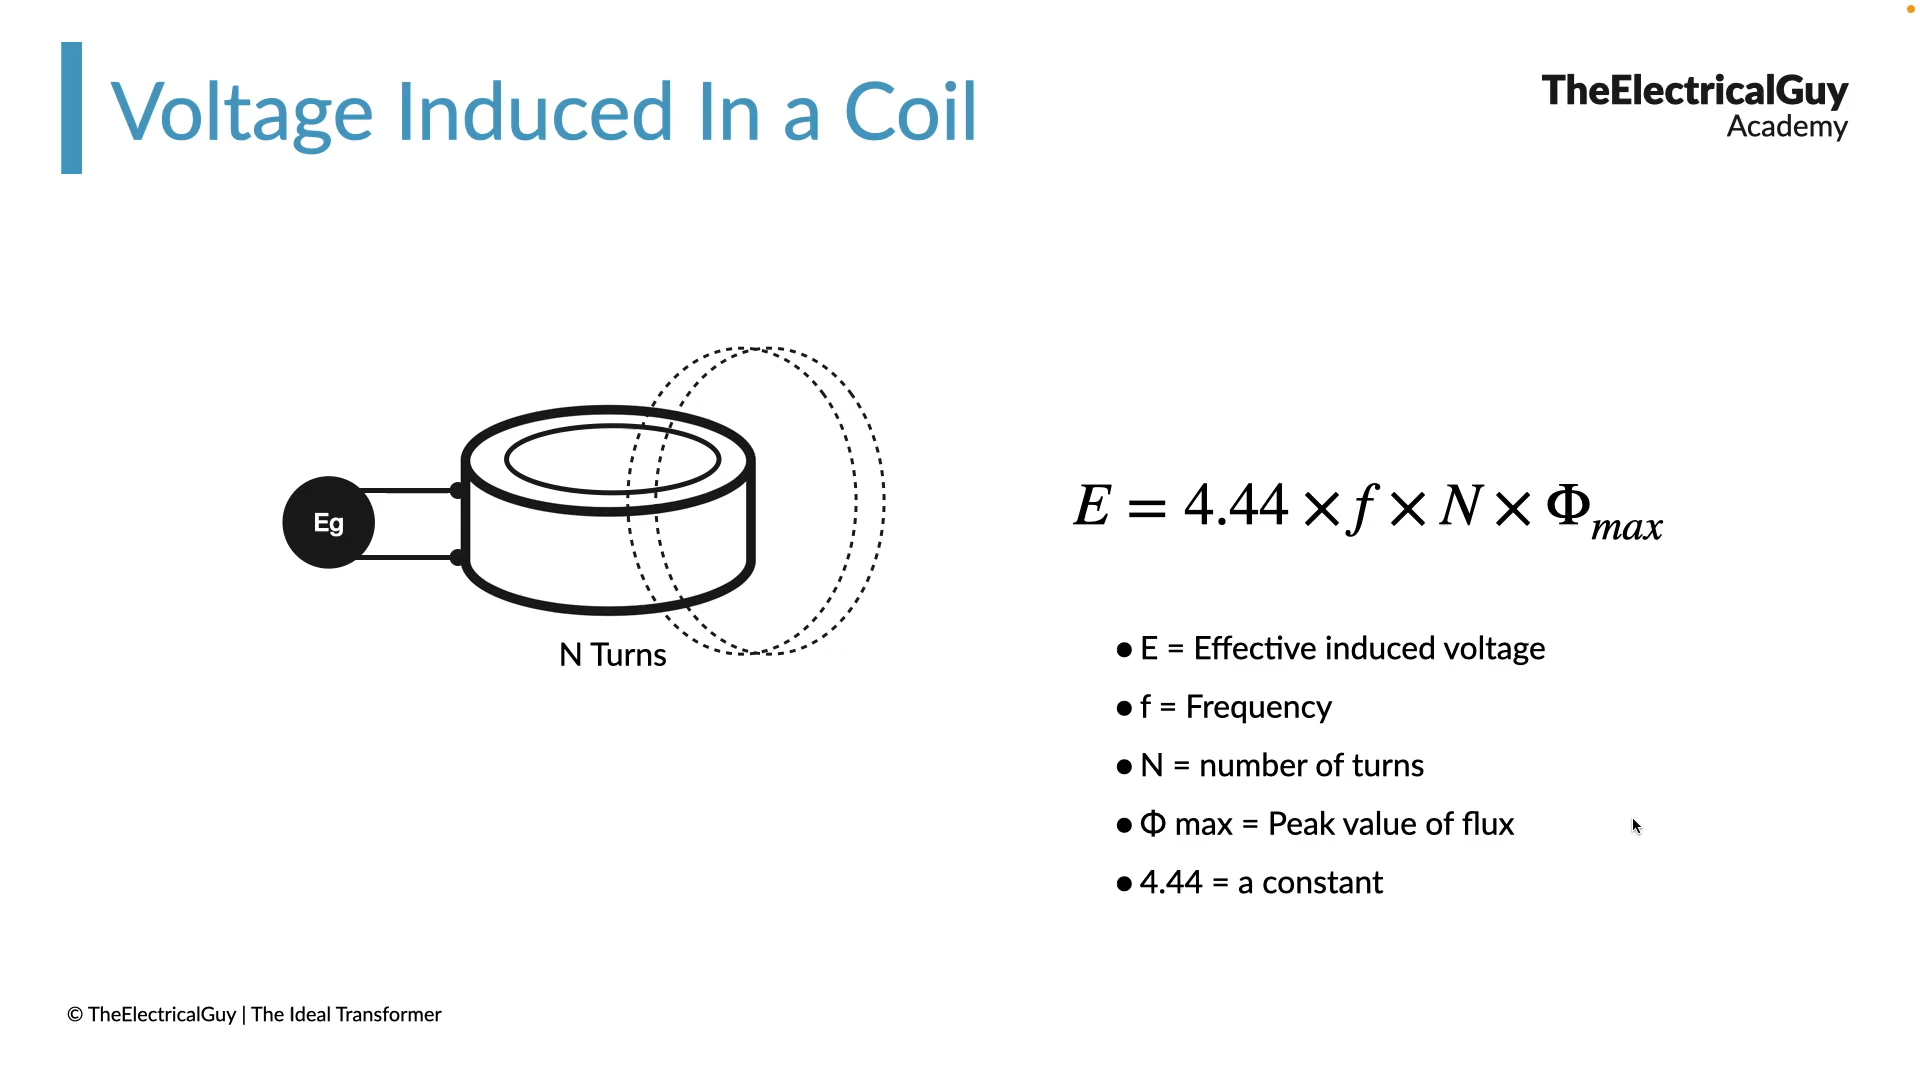 Voltage Induced In a Coil
TheElectricalGuy
Academy
Eg
N Turns
E = 4.44 × f × N × Φmax
● E = Effective induced voltage
● f = Frequency
● N = number of turns
● Φ max = Peak value of flux
● 4.44 = a constant
© TheElectricalGuy | The Ideal Transformer